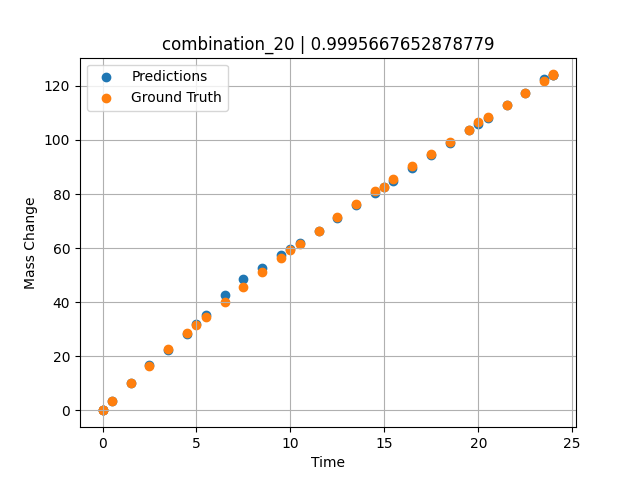 combination_20 | 0.9995667652878779
Predictions
Ground Truth
Mass Change
120
100
80
60
40
20
0
0 5 10 15 20 25
Time